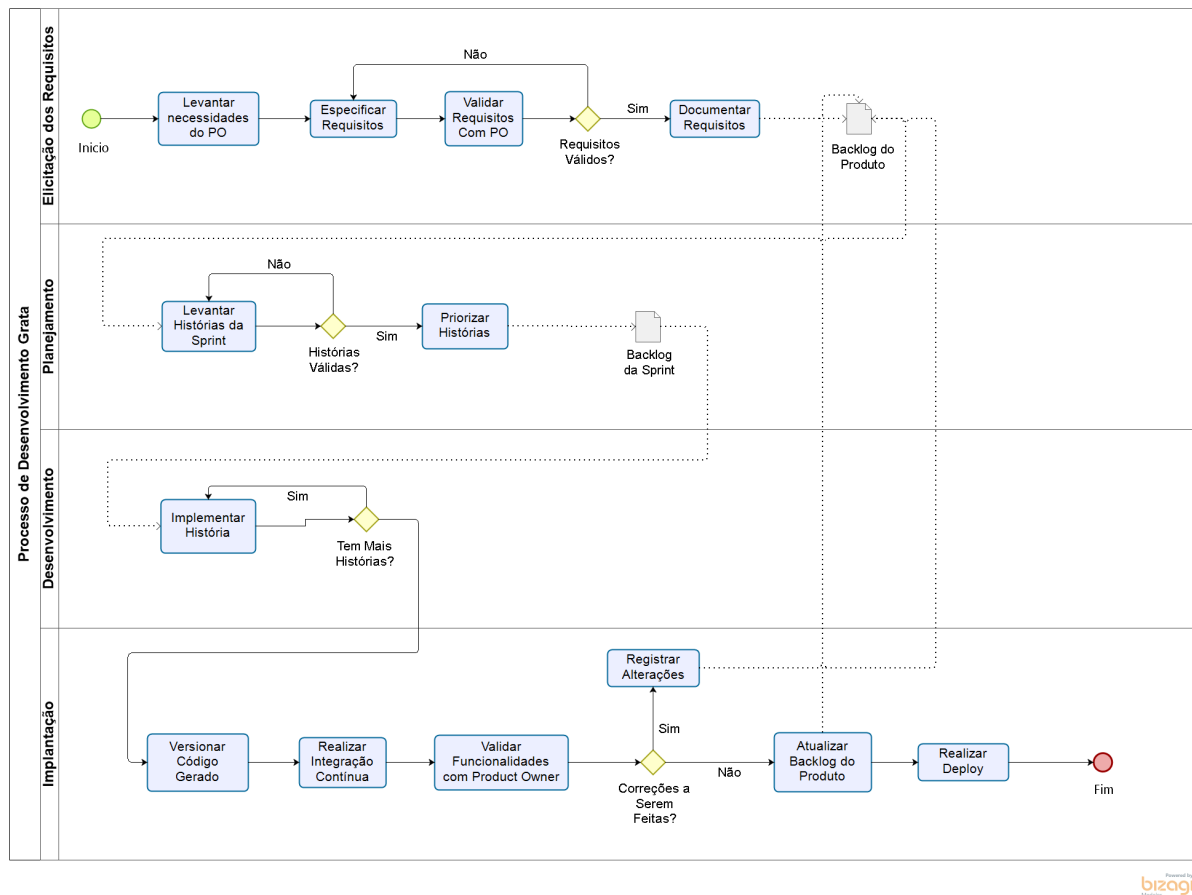 Processo de Desenvolvimento Grata
Elicitação dos Requisitos
Inicio
Levantar
necessidades
do PO
Especificar
Requisitos
Validar
Requisitos
Com PO
Não
Requisitos
Válidos?
Sim
Documentar
Requisitos
Backlog do
Produto
Planejamento
Levantar
Histórias da
Sprint
Não
Histórias
Válidas?
Sim
Priorizar
Histórias
Backlog
da Sprint
Desenvolvimento
Implementar
História
Sim
Tem Mais
Histórias?
Implantação
Versionar
Código
Gerado
Realizar
Integração
Contínua
Validar
Funcionalidades
com Product Owner
Correções a
Serem
Feitas?
Sim
Registrar
Alterações
Não
Atualizar
Backlog do
Produto
Realizar
Deploy
Fim
Powered by
bizagi